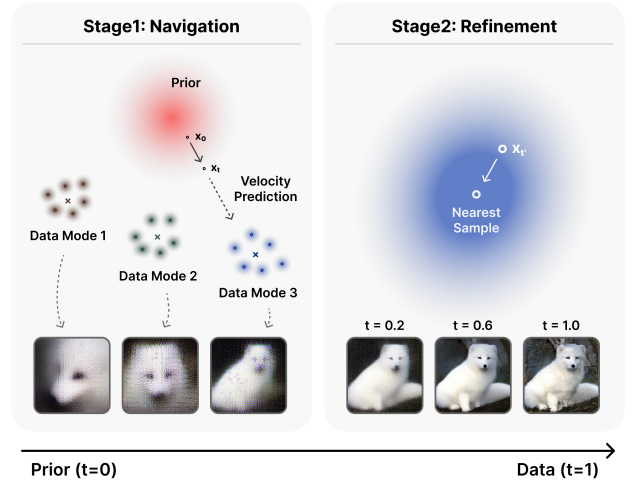 Stage1: Navigation
Prior
x₀
xₜ
Velocity
Prediction
Data Mode 1
Data Mode 2
Data Mode 3
Stage2: Refinement
xₜ'
Nearest
Sample
t = 0.2
t = 0.6
t = 1.0
Prior (t=0)
Data (t=1)